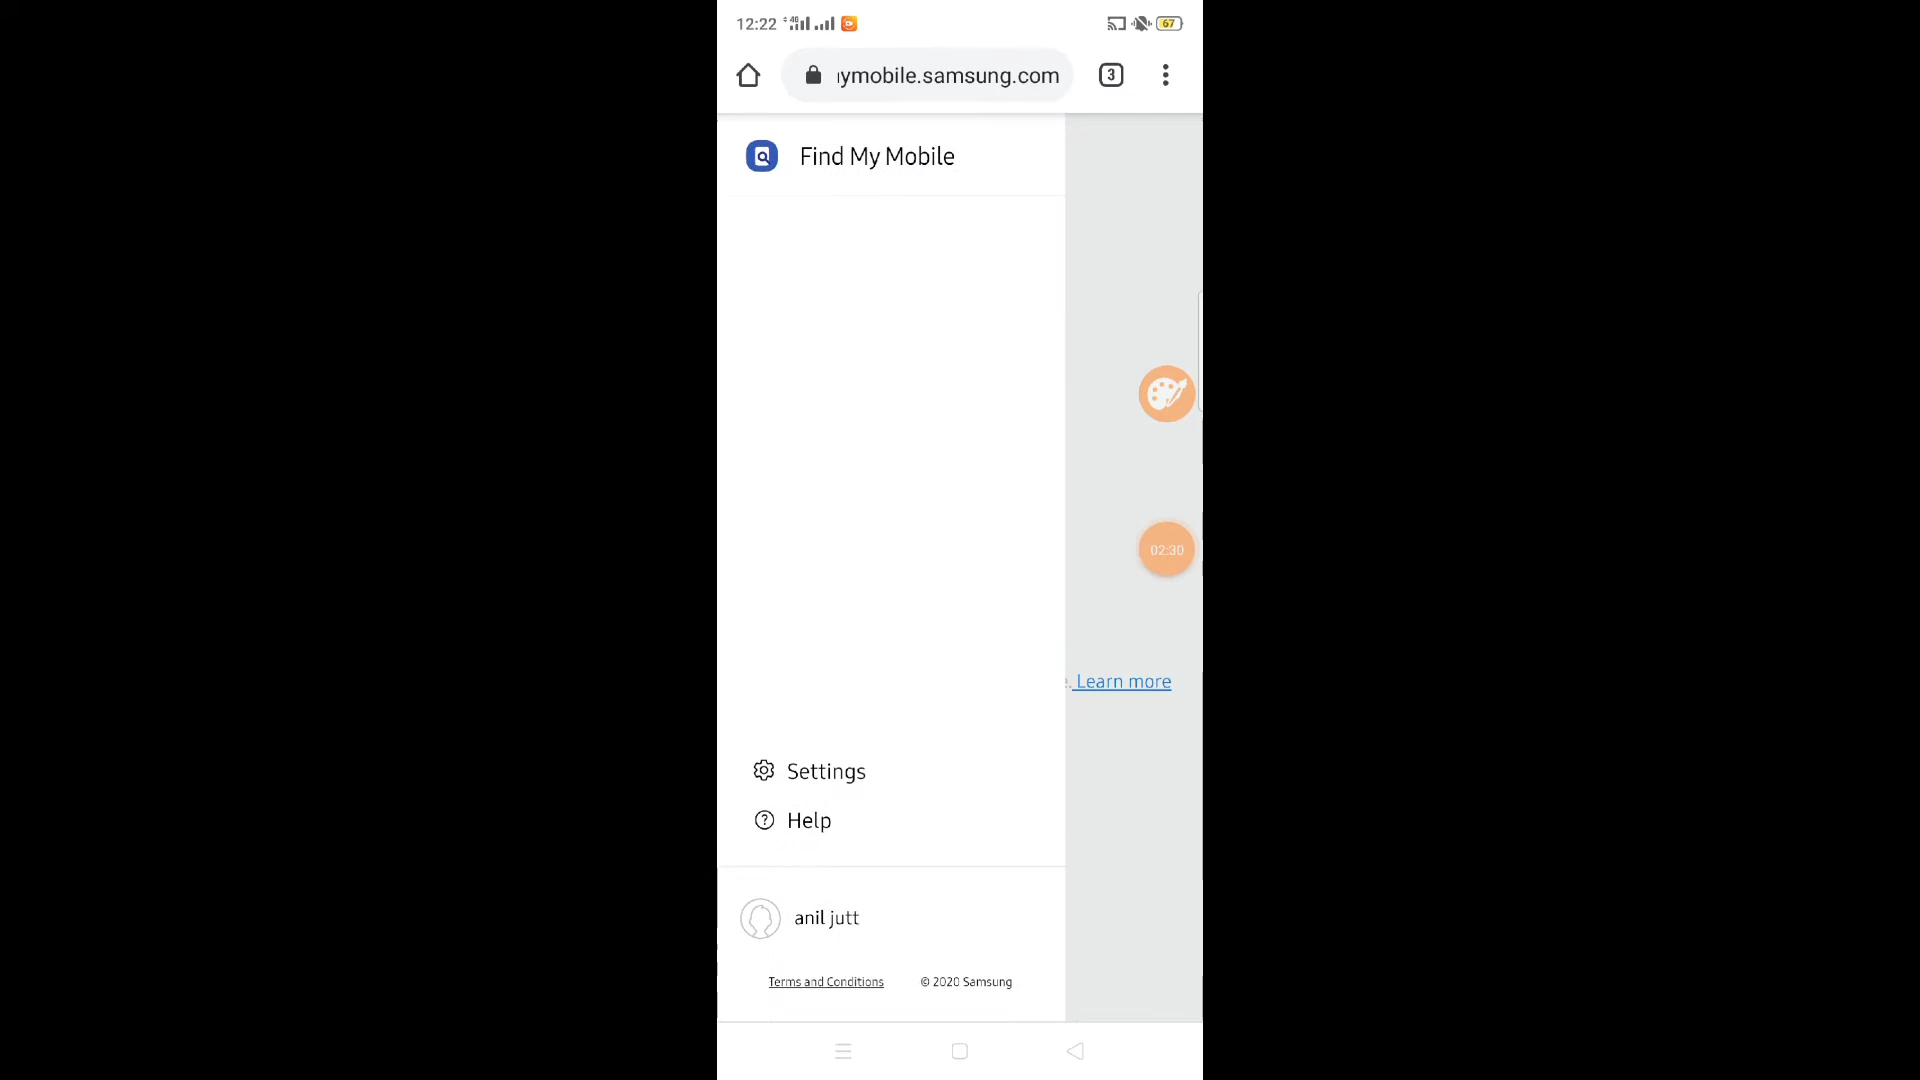 12:22 4G 67
ymobile.samsung.com 3
Find My Mobile
02:30
. Learn more
Settings
Help
anil jutt
Terms and Conditions © 2020 Samsung